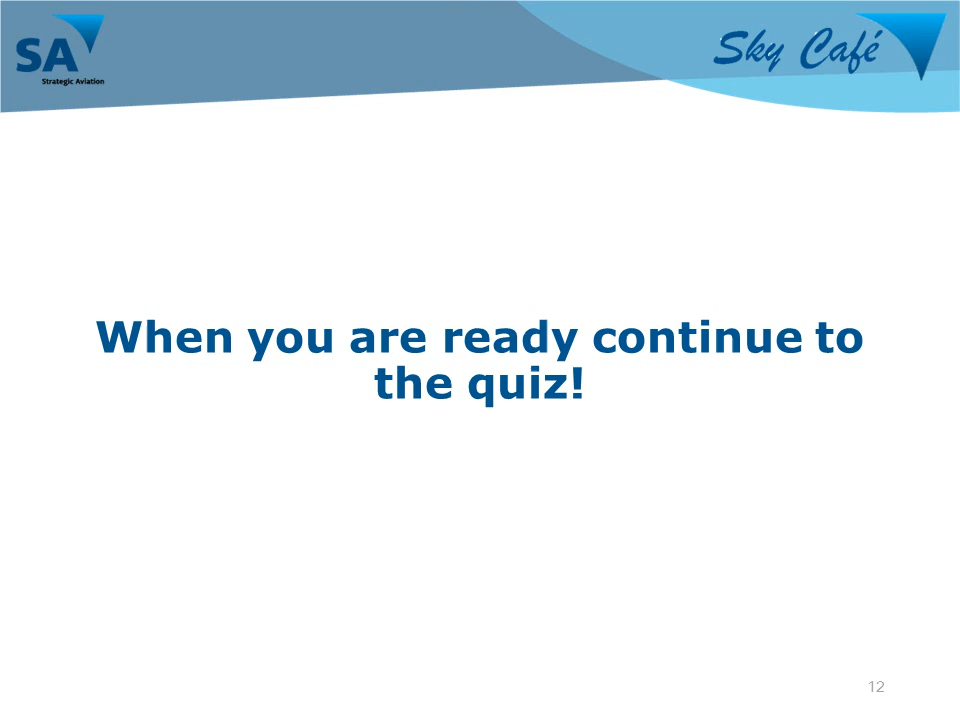 SA
Strategic Aviation
Sky Café
When you are ready continue to
the quiz!
12